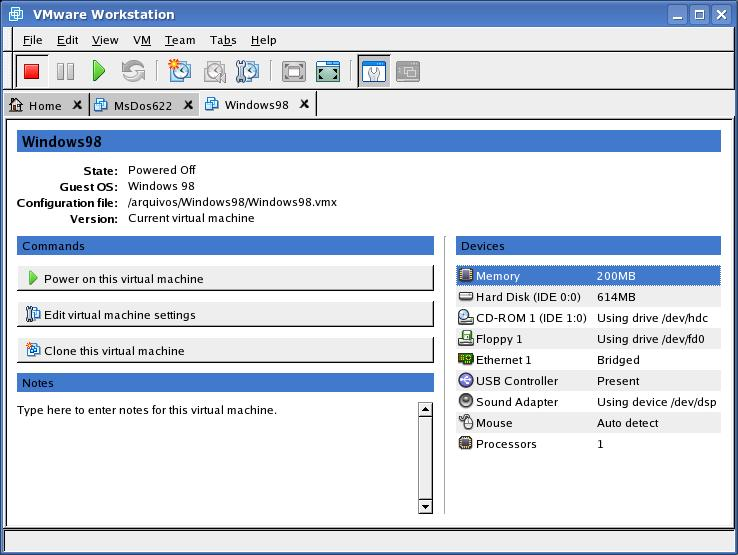 VMware Workstation
File Edit View VM Team Tabs Help
Home MsDos622 Windows98
Windows98
State: Powered Off
Guest OS: Windows 98
Configuration file: /arquivos/Windows98/Windows98.vmx
Version: Current virtual machine
Commands
Power on this virtual machine
Edit virtual machine settings
Clone this virtual machine
Notes
Type here to enter notes for this virtual machine.
Devices
Memory 200MB
Hard Disk (IDE 0:0) 614MB
CD-ROM 1 (IDE 1:0) Using drive /dev/hdc
Floppy 1 Using drive /dev/fd0
Ethernet 1 Bridged
USB Controller Present
Sound Adapter Using device /dev/dsp
Mouse Auto detect
Processors 1